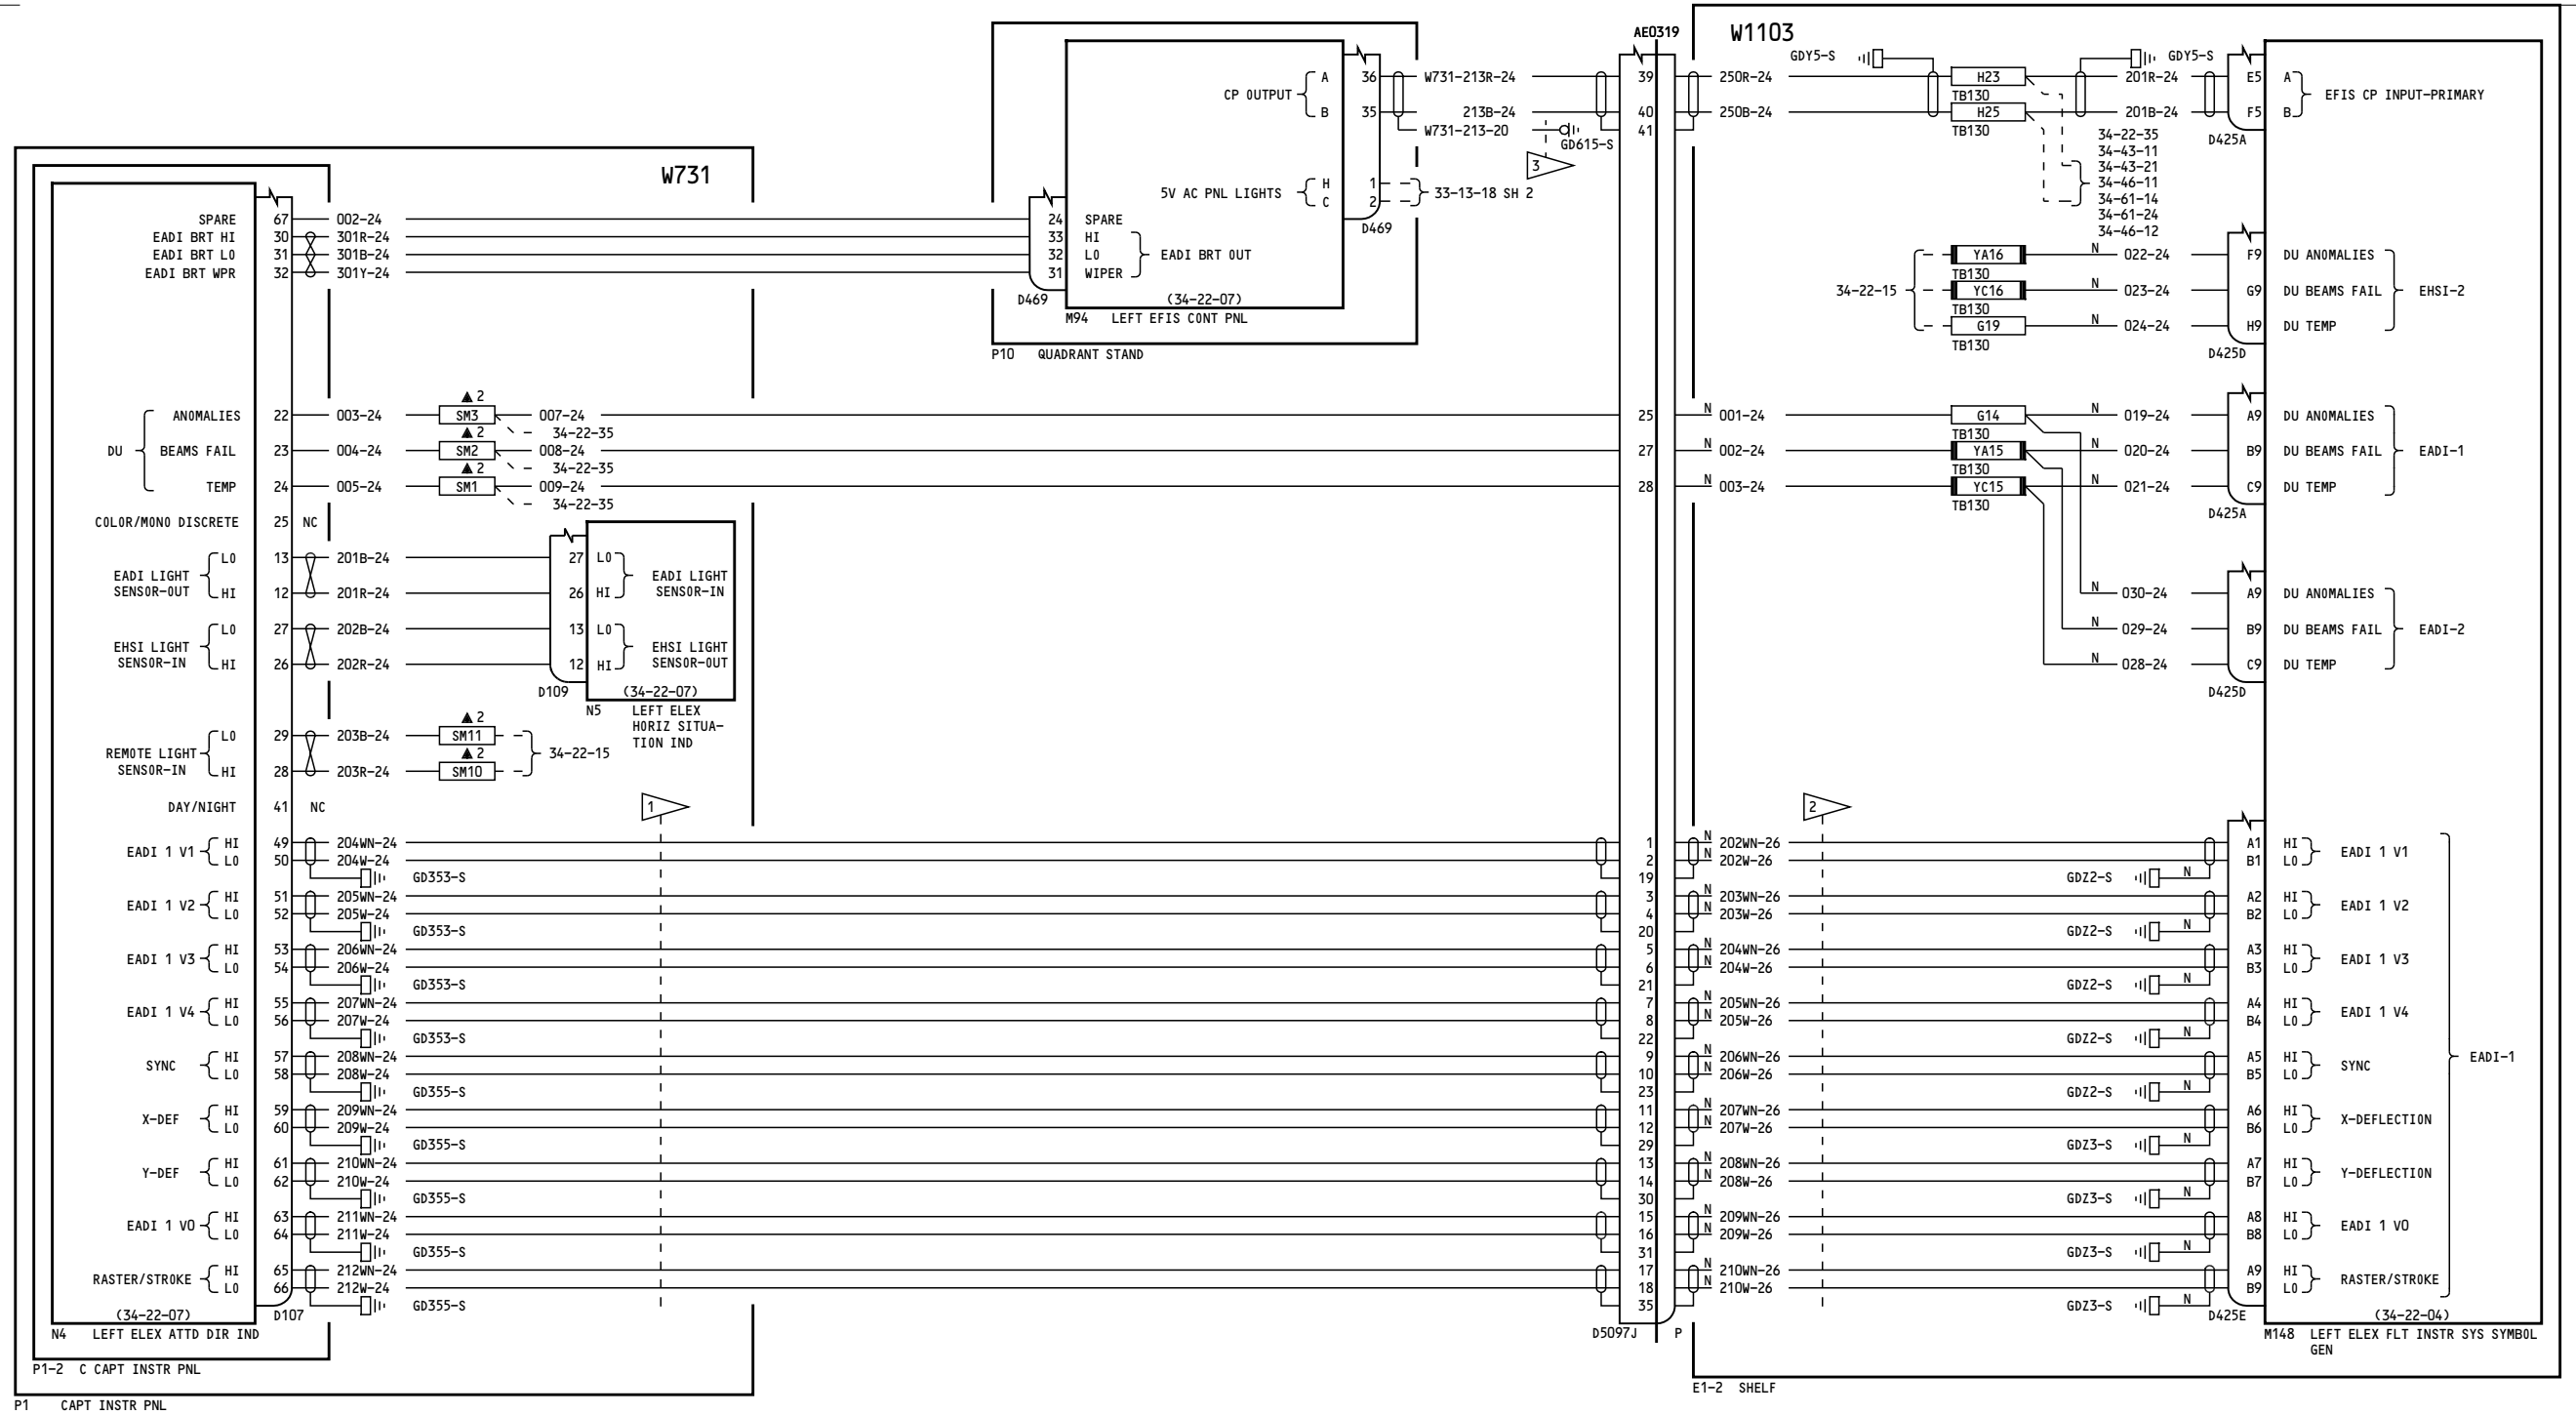 W731
SPARE 67 002-24
EADI BRT HI 30 301R-24
EADI BRT LO 31 301B-24
EADI BRT WPR 32 301Y-24
DU
ANOMALIES 22 003-24 SM3 ▲ 2 007-24 34-22-35
BEAMS FAIL 23 004-24 SM2 ▲ 2 008-24 34-22-35
TEMP 24 005-24 SM1 ▲ 2 009-24 34-22-35
COLOR/MONO DISCRETE 25 NC
EADI LIGHT SENSOR-OUT
LO 13 201B-24
HI 12 201R-24
EHSI LIGHT SENSOR-IN
LO 27 202B-24
HI 26 202R-24
27 LO
26 HI
EADI LIGHT SENSOR-IN
13 LO
12 HI
EHSI LIGHT SENSOR-OUT
D109
(34-22-07)
N5 LEFT ELEX
HORIZ SITUA-
TION IND
REMOTE LIGHT SENSOR-IN
LO 29 203B-24 SM11 ▲ 2
HI 28 203R-24 SM10 ▲ 2
34-22-15
DAY/NIGHT 41 NC
1
EADI 1 V1
HI 49 204WN-24
LO 50 204W-24
GD353-S
EADI 1 V2
HI 51 205WN-24
LO 52 205W-24
GD353-S
EADI 1 V3
HI 53 206WN-24
LO 54 206W-24
GD353-S
EADI 1 V4
HI 55 207WN-24
LO 56 207W-24
GD353-S
SYNC
HI 57 208WN-24
LO 58 208W-24
GD355-S
X-DEF
HI 59 209WN-24
LO 60 209W-24
GD355-S
Y-DEF
HI 61 210WN-24
LO 62 210W-24
GD355-S
EADI 1 V0
HI 63 211WN-24
LO 64 211W-24
GD355-S
RASTER/STROKE
HI 65 212WN-24
LO 66 212W-24
GD355-S
(34-22-07)
D107
N4 LEFT ELEX ATTD DIR IND
P1-2 C CAPT INSTR PNL
P1 CAPT INSTR PNL
CP OUTPUT
A 36 W731-213R-24
B 35 213B-24
W731-213-20
GD615-S
3
5V AC PNL LIGHTS
H 1
C 2
33-13-18 SH 2
D469
24 SPARE
33 HI
32 LO
31 WIPER
EADI BRT OUT
D469
(34-22-07)
M94 LEFT EFIS CONT PNL
P10 QUADRANT STAND
AE0319
39
40
41
25
27
28
1
2
19
3
4
20
5
6
21
7
8
22
9
10
23
11
12
29
13
14
30
15
16
31
17
18
35
D5097J P
W1103
GDY5-S GDY5-S
250R-24 H23 TB130 201R-24 E5 A
250B-24 H25 TB130 201B-24 F5 B
EFIS CP INPUT-PRIMARY
D425A
34-22-35
34-43-11
34-43-21
34-46-11
34-61-14
34-61-24
34-46-12
34-22-15
YA16 TB130 N 022-24 F9 DU ANOMALIES
YC16 TB130 N 023-24 G9 DU BEAMS FAIL
G19 TB130 N 024-24 H9 DU TEMP
EHSI-2
D425D
N 001-24 G14 TB130 N 019-24 A9 DU ANOMALIES
N 002-24 YA15 TB130 N 020-24 B9 DU BEAMS FAIL
N 003-24 YC15 TB130 N 021-24 C9 DU TEMP
EADI-1
D425A
N 030-24 A9 DU ANOMALIES
N 029-24 B9 DU BEAMS FAIL
N 028-24 C9 DU TEMP
EADI-2
D425D
2
N 202WN-26 A1 HI
N 202W-26 B1 LO
EADI 1 V1
GDZ2-S N
N 203WN-26 A2 HI
N 203W-26 B2 LO
EADI 1 V2
GDZ2-S N
N 204WN-26 A3 HI
N 204W-26 B3 LO
EADI 1 V3
GDZ2-S N
N 205WN-26 A4 HI
N 205W-26 B4 LO
EADI 1 V4
GDZ2-S N
N 206WN-26 A5 HI
N 206W-26 B5 LO
SYNC
GDZ2-S N
N 207WN-26 A6 HI
N 207W-26 B6 LO
X-DEFLECTION
GDZ3-S N
N 208WN-26 A7 HI
N 208W-26 B7 LO
Y-DEFLECTION
GDZ3-S N
N 209WN-26 A8 HI
N 209W-26 B8 LO
EADI 1 V0
GDZ3-S N
N 210WN-26 A9 HI
N 210W-26 B9 LO
RASTER/STROKE
GDZ3-S N
EADI-1
D425E
(34-22-04)
M148 LEFT ELEX FLT INSTR SYS SYMBOL
GEN
E1-2 SHELF